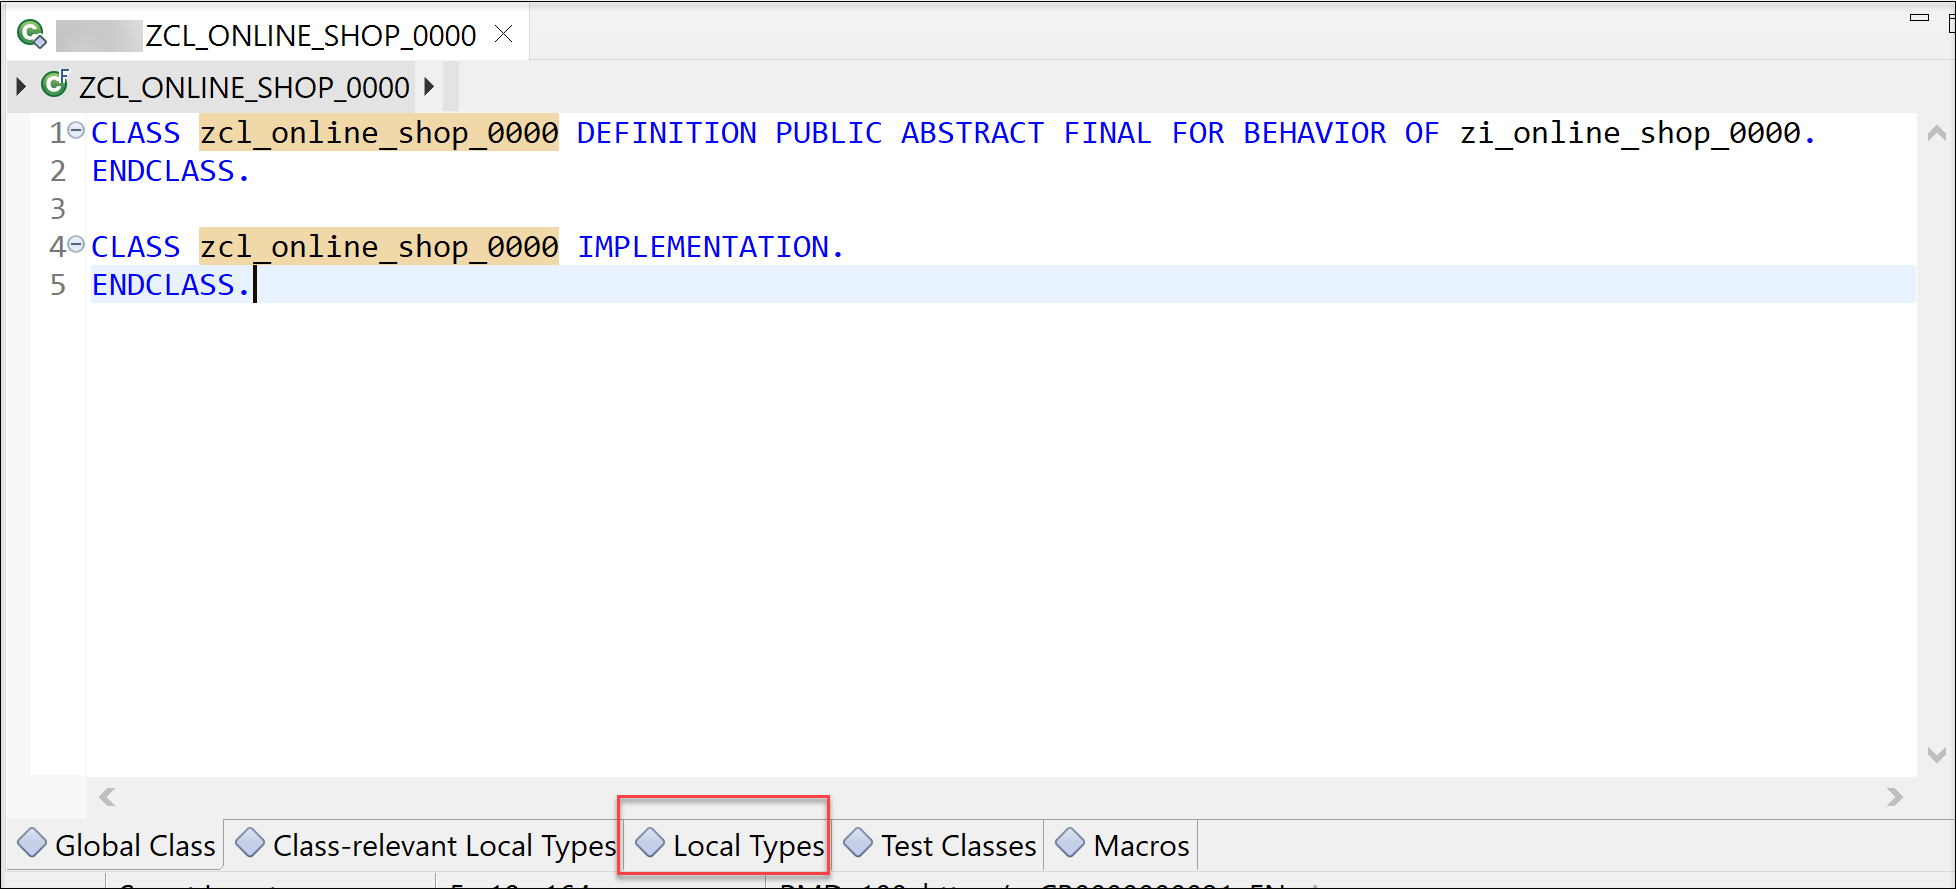 ZCL_ONLINE_SHOP_0000
ZCL_ONLINE_SHOP_0000
1 CLASS zcl_online_shop_0000 DEFINITION PUBLIC ABSTRACT FINAL FOR BEHAVIOR OF zi_online_shop_0000.
2 ENDCLASS.
3
4 CLASS zcl_online_shop_0000 IMPLEMENTATION.
5 ENDCLASS.
Global Class Class-relevant Local Types Local Types Test Classes Macros